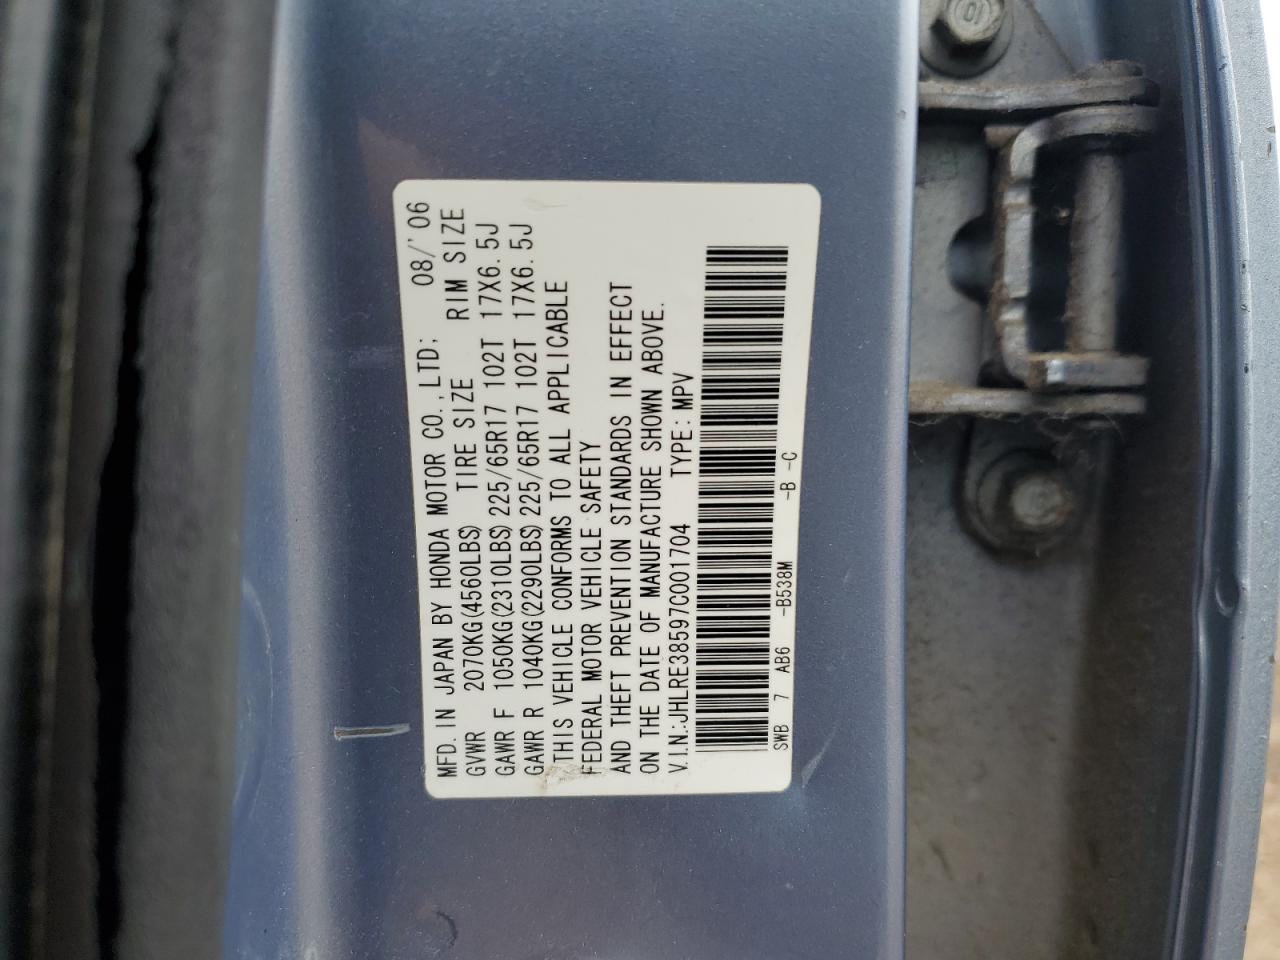 MFD. IN JAPAN BY HONDA MOTOR CO., LTD; 08/'06
GVWR 2070KG(4560LBS) TIRE SIZE RIM SIZE
GAWR F 1050KG(2310LBS) 225/65R17 102T 17X6.5J
GAWR R 1040KG(2290LBS) 225/65R17 102T 17X6.5J
THIS VEHICLE CONFORMS TO ALL APPLICABLE
FEDERAL MOTOR VEHICLE SAFETY
AND THEFT PREVENTION STANDARDS IN EFFECT
ON THE DATE OF MANUFACTURE SHOWN ABOVE.
V.I.N.:JHLRE38597C001704 TYPE: MPV
SWB 7 AB6 -B538M -B -C
10